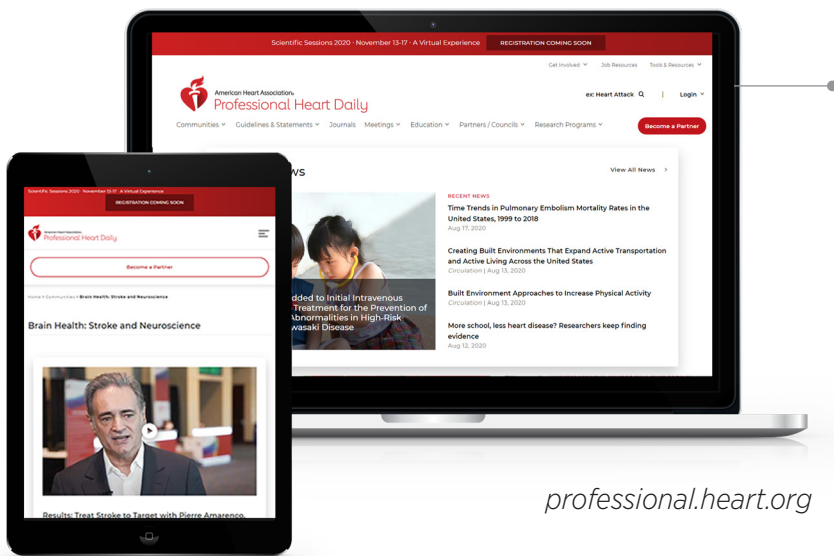 Scientific Sessions 2020 · November 13-17 · A Virtual Experience REGISTRATION COMING SOON
Get Involved Job Resources Tools & Resources
American Heart Association®
Professional Heart Daily
ex: Heart Attack | Login
Communities Guidelines & Statements Journals Meetings Education Partners / Councils Research Programs Become a Partner
View All News >
RECENT NEWS
Time Trends in Pulmonary Embolism Mortality Rates in the
United States, 1999 to 2018
Aug 17, 2020
Creating Built Environments That Expand Active Transportation
and Active Living Across the United States
Circulation | Aug 13, 2020
Built Environment Approaches to Increase Physical Activity
Circulation | Aug 13, 2020
More school, less heart disease? Researchers keep finding
evidence
Aug 12, 2020
to Initial Intravenous
Treatment for the Prevention of
Abnormalities in High-Risk
Disease
Scientific Sessions 2020 · November 13-17 · A Virtual Experience
REGISTRATION COMING SOON
American Heart Association®
Professional Heart Daily
Become a Partner
Home > Communities > Brain Health: Stroke and Neuroscience
Brain Health: Stroke and Neuroscience
Results: Treat Stroke to Target with Pierre Amarenco,
professional.heart.org